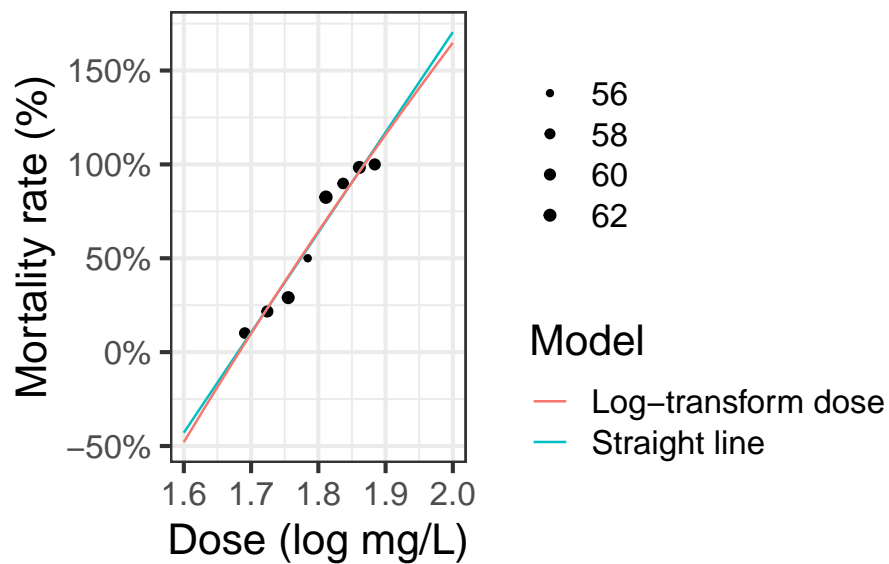 Mortality rate (%)
150%
100%
50%
0%
−50%
1.6 1.7 1.8 1.9 2.0
Dose (log mg/L)
56
58
60
62
Model
Log−transform dose
Straight line